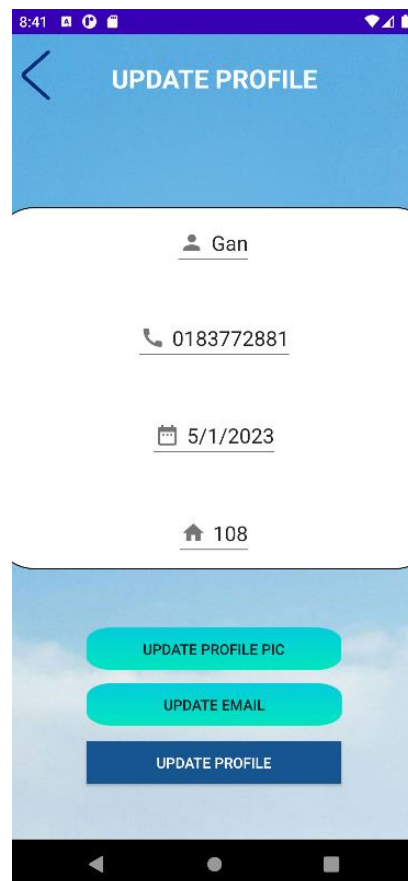 8:41
UPDATE PROFILE
Gan
0183772881
5/1/2023
108
UPDATE PROFILE PIC
UPDATE EMAIL
UPDATE PROFILE